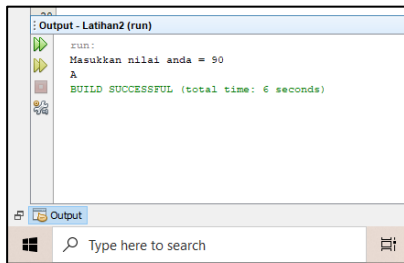 Output - Latihan2 (run)
run:
Masukkan nilai anda = 90
A
BUILD SUCCESSFUL (total time: 6 seconds)
Output
Type here to search